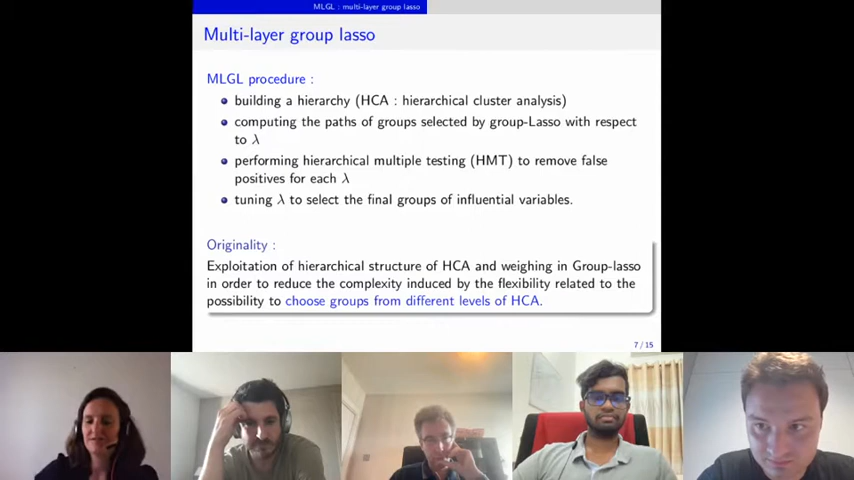 MLGL : multi-layer group lasso
Multi-layer group lasso
MLGL procedure :
building a hierarchy (HCA : hierarchical cluster analysis)
computing the paths of groups selected by group-Lasso with respect
to λ
performing hierarchical multiple testing (HMT) to remove false
positives for each λ
tuning λ to select the final groups of influential variables.
Originality :
Exploitation of hierarchical structure of HCA and weighing in Group-lasso
in order to reduce the complexity induced by the flexibility related to the
possibility to choose groups from different levels of HCA.
7 / 15